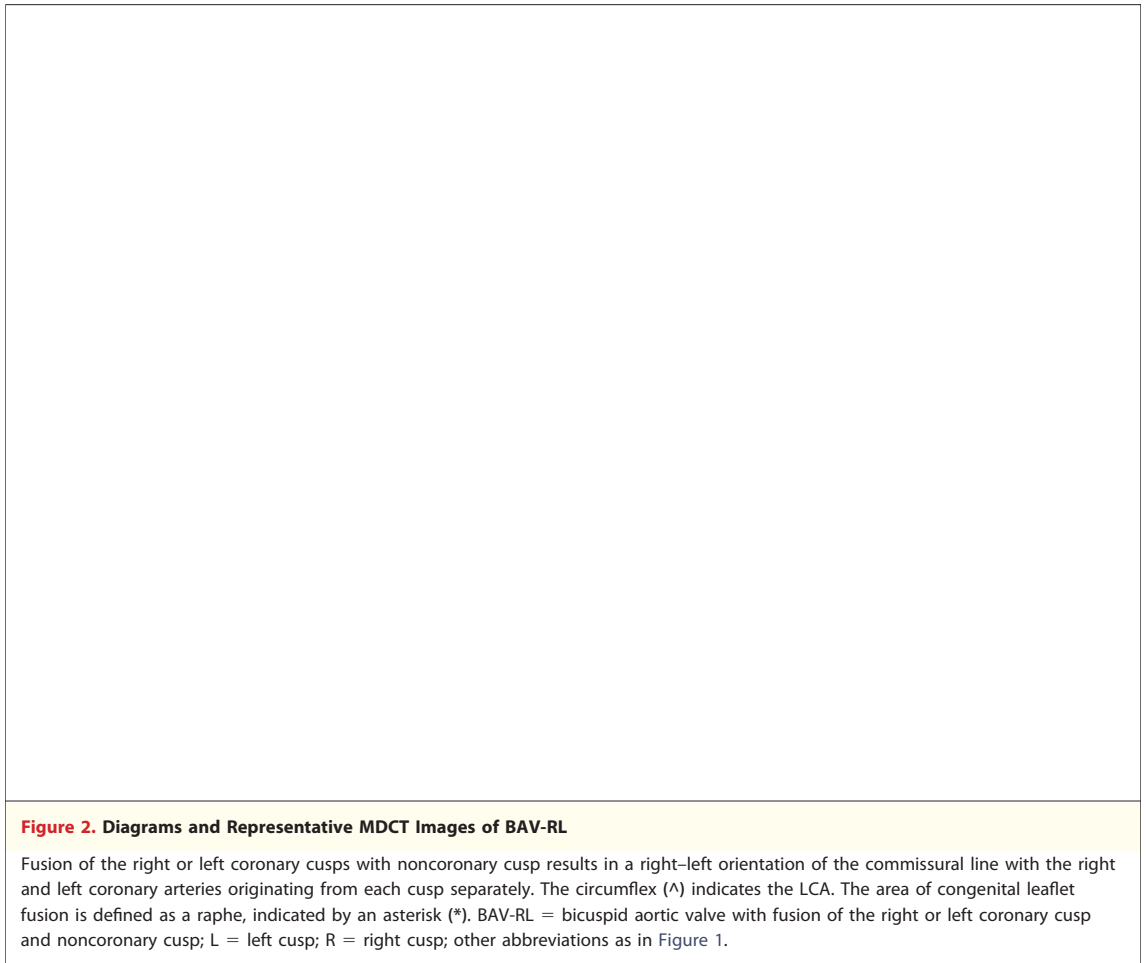 Figure 2. Diagrams and Representative MDCT Images of BAV-RL
Fusion of the right or left coronary cusps with noncoronary cusp results in a right–left orientation of the commissural line with the right
and left coronary arteries originating from each cusp separately. The circumflex (^) indicates the LCA. The area of congenital leaflet
fusion is defined as a raphe, indicated by an asterisk (*). BAV-RL = bicuspid aortic valve with fusion of the right or left coronary cusp
and noncoronary cusp; L = left cusp; R = right cusp; other abbreviations as in Figure 1.